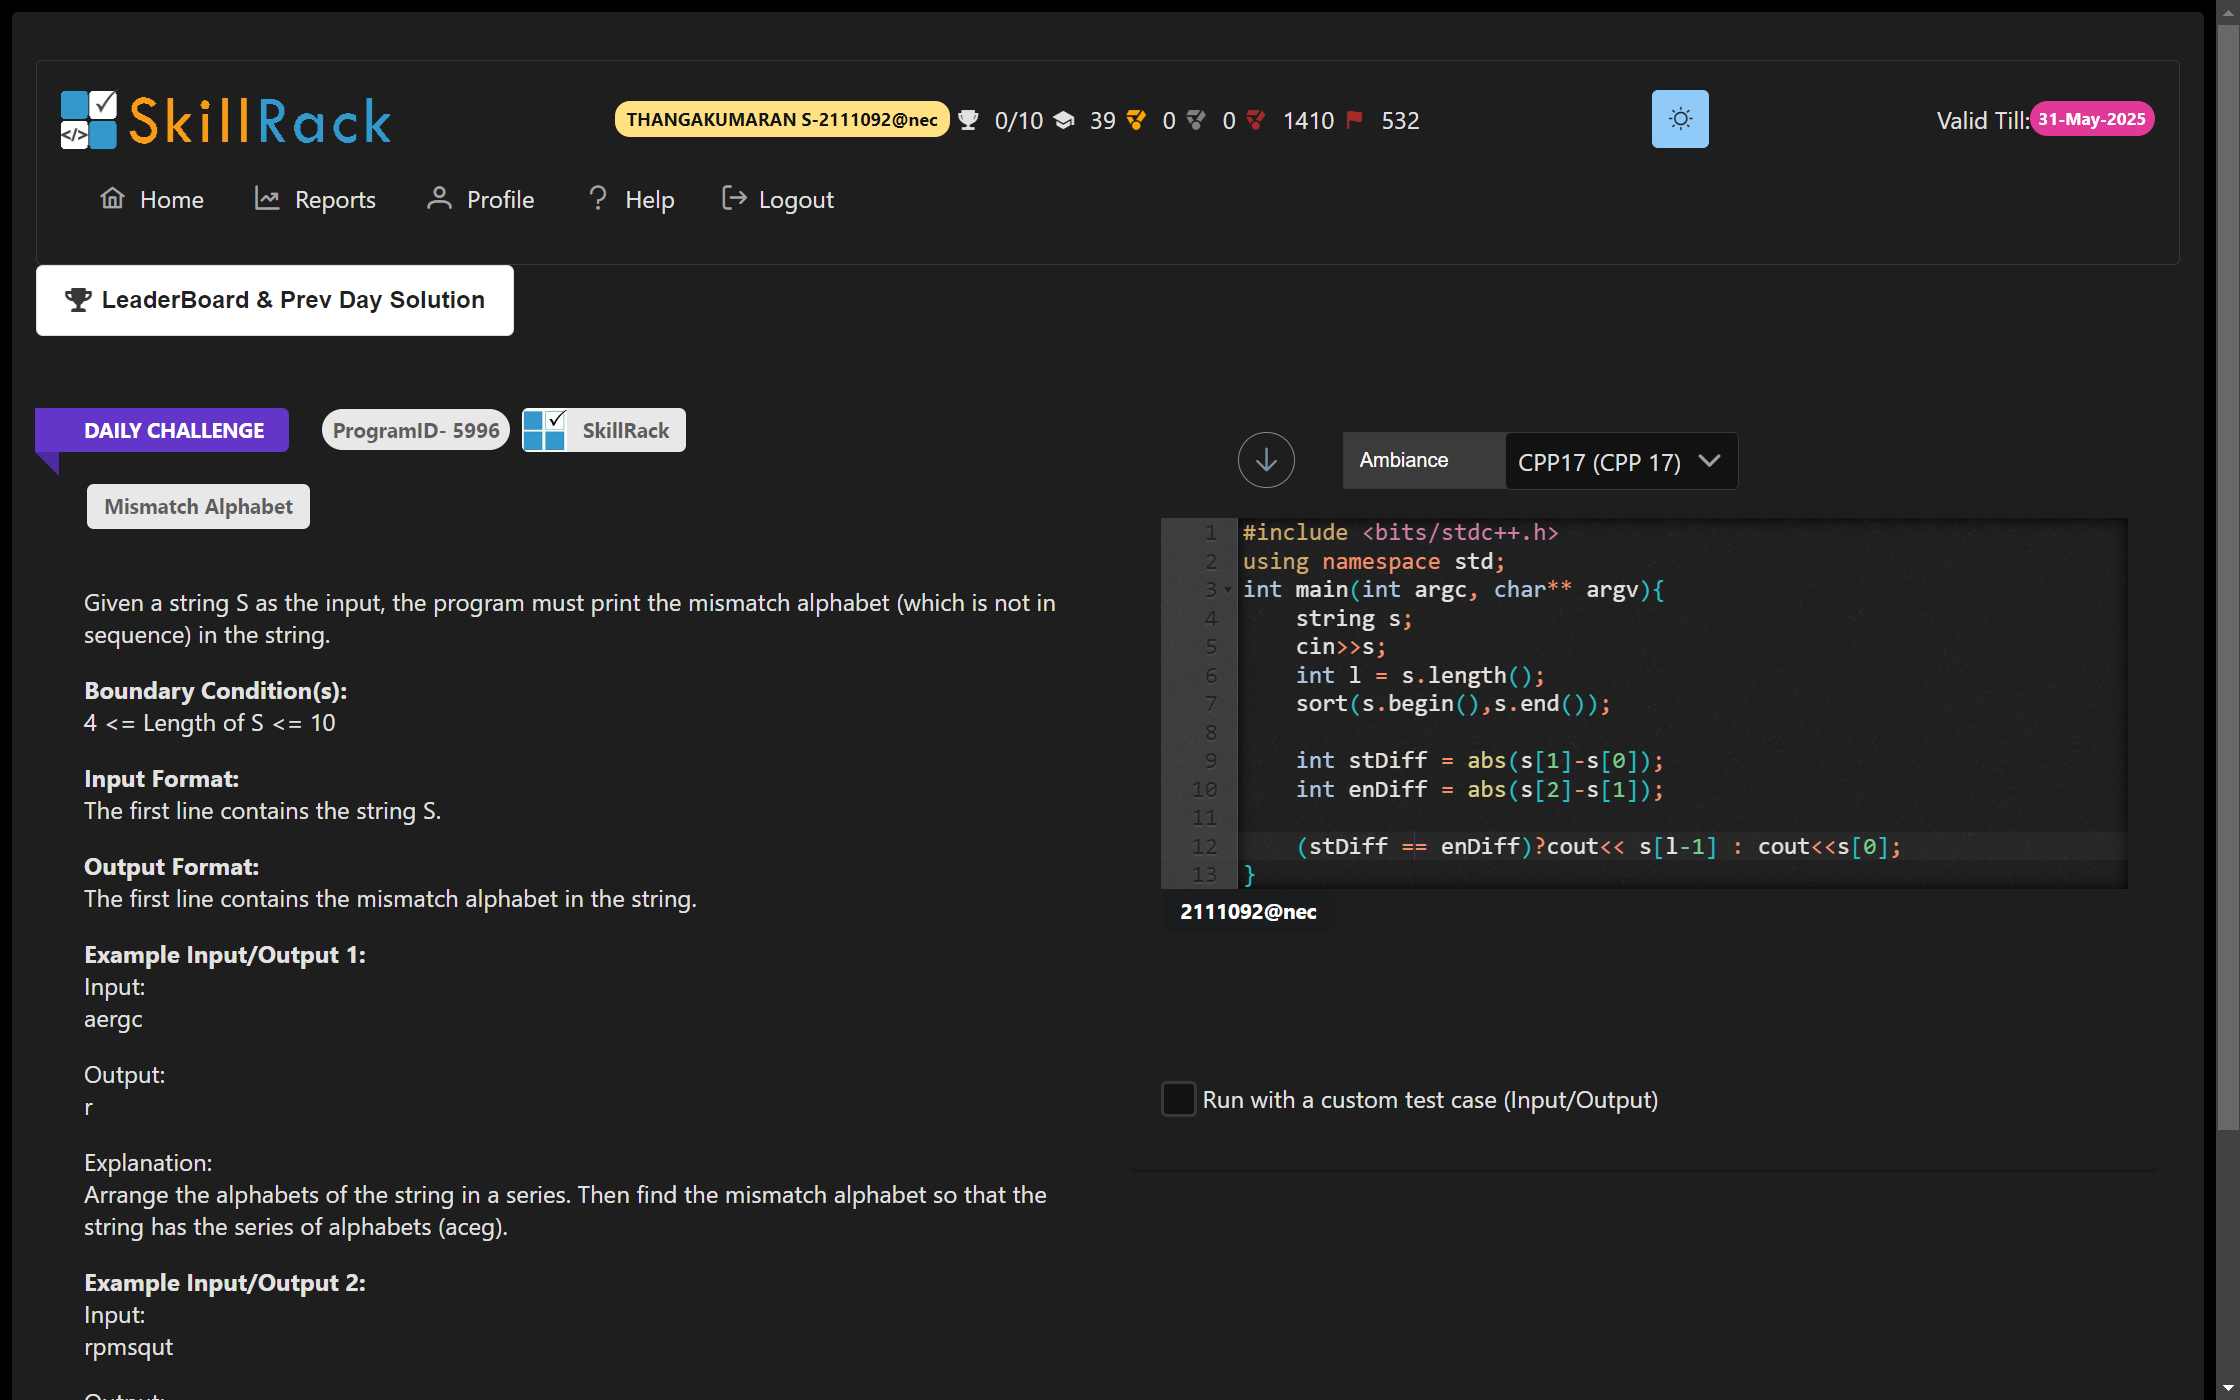 SkillRack
THANGAKUMARAN S-2111092@nec 0/10 39 0 0 1410 532
Valid Till: 31-May-2025
Home Reports Profile Help Logout
LeaderBoard & Prev Day Solution
DAILY CHALLENGE ProgramID- 5996 SkillRack
Mismatch Alphabet
Given a string S as the input, the program must print the mismatch alphabet (which is not in
sequence) in the string.
Boundary Condition(s):
4 <= Length of S <= 10
Input Format:
The first line contains the string S.
Output Format:
The first line contains the mismatch alphabet in the string.
Example Input/Output 1:
Input:
aergc
Output:
r
Explanation:
Arrange the alphabets of the string in a series. Then find the mismatch alphabet so that the
string has the series of alphabets (aceg).
Example Input/Output 2:
Input:
rpmsqut
Output:
Ambiance CPP17 (CPP 17)
1 #include <bits/stdc++.h>
2 using namespace std;
3 int main(int argc, char** argv){
4 string s;
5 cin>>s;
6 int l = s.length();
7 sort(s.begin(),s.end());
8
9 int stDiff = abs(s[1]-s[0]);
10 int enDiff = abs(s[2]-s[1]);
11
12 (stDiff == enDiff)?cout<< s[l-1] : cout<<s[0];
13 }
2111092@nec
Run with a custom test case (Input/Output)